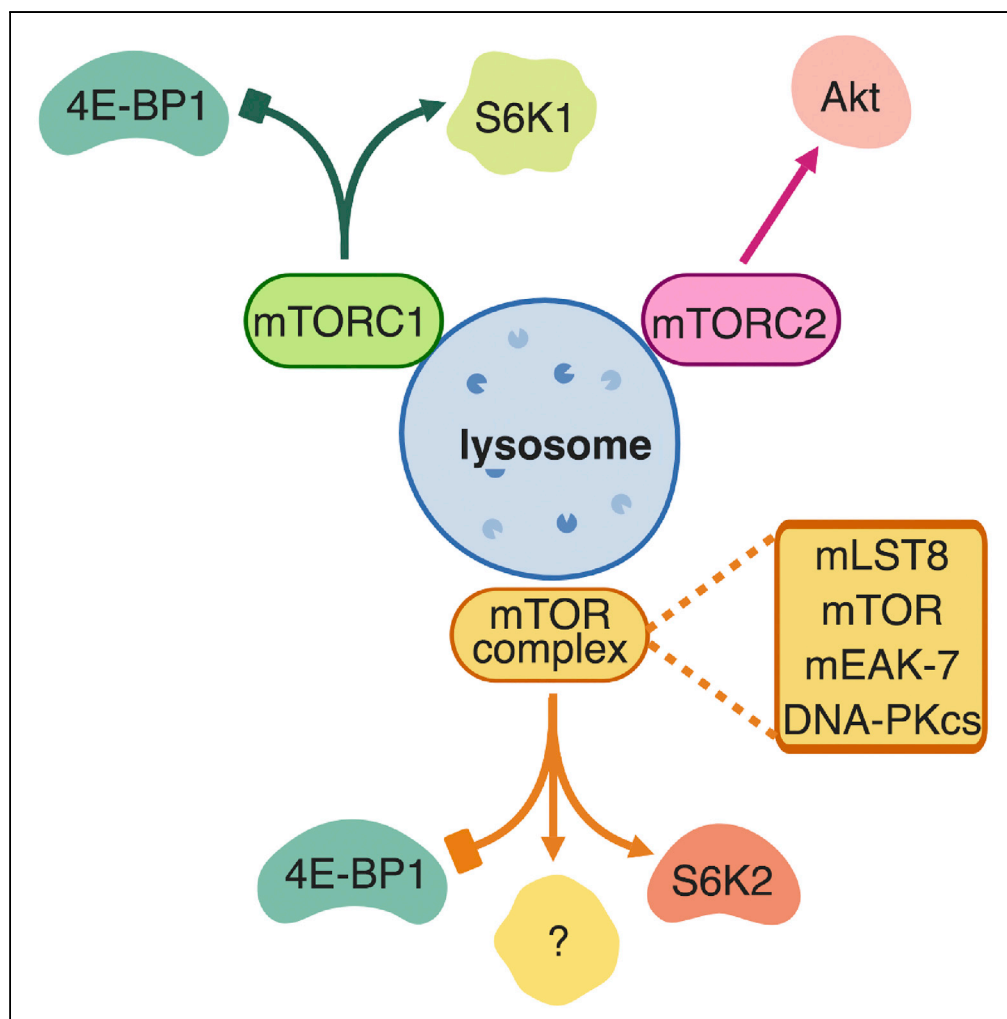 4E-BP1
S6K1
Akt
mTORC1
mTORC2
lysosome
mTOR
complex
mLST8
mTOR
mEAK-7
DNA-PKcs
4E-BP1
?
S6K2